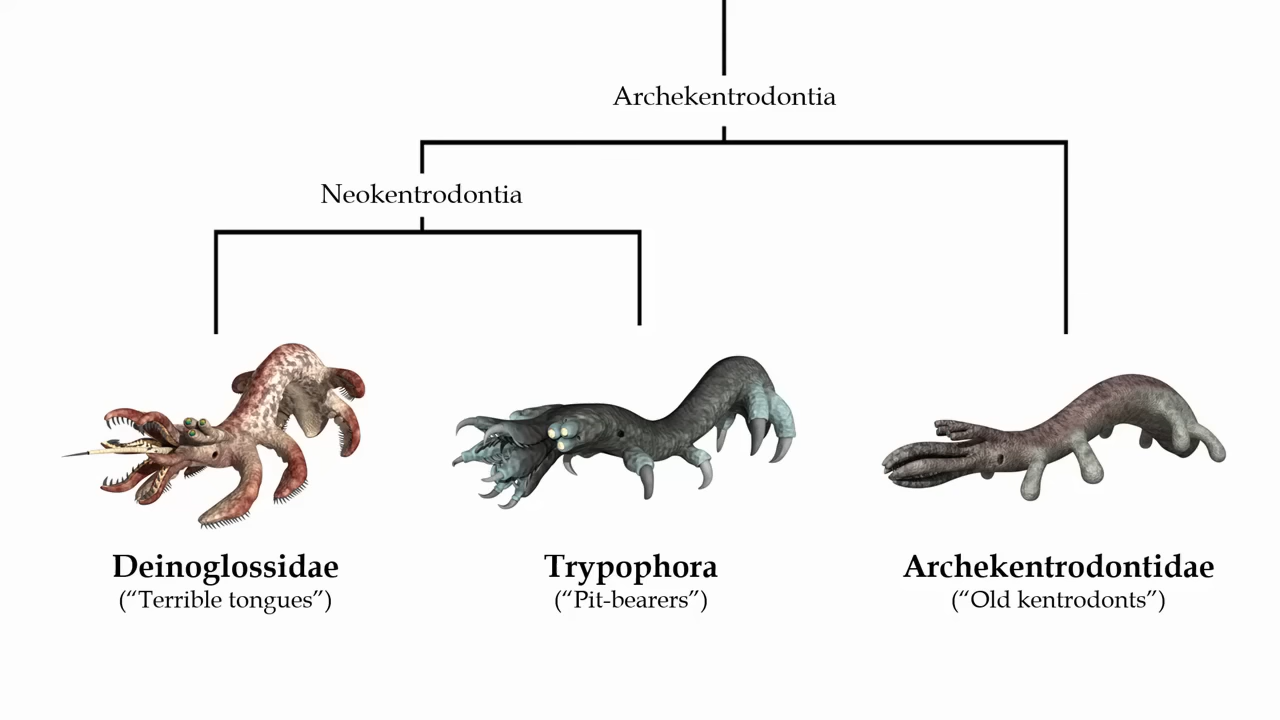 Archekentrodontia
Neokentrodontia
Deinoglossidae
(“Terrible tongues”)
Trypophora
(“Pit-bearers”)
Archekentrodontidae
(“Old kentrodonts”)